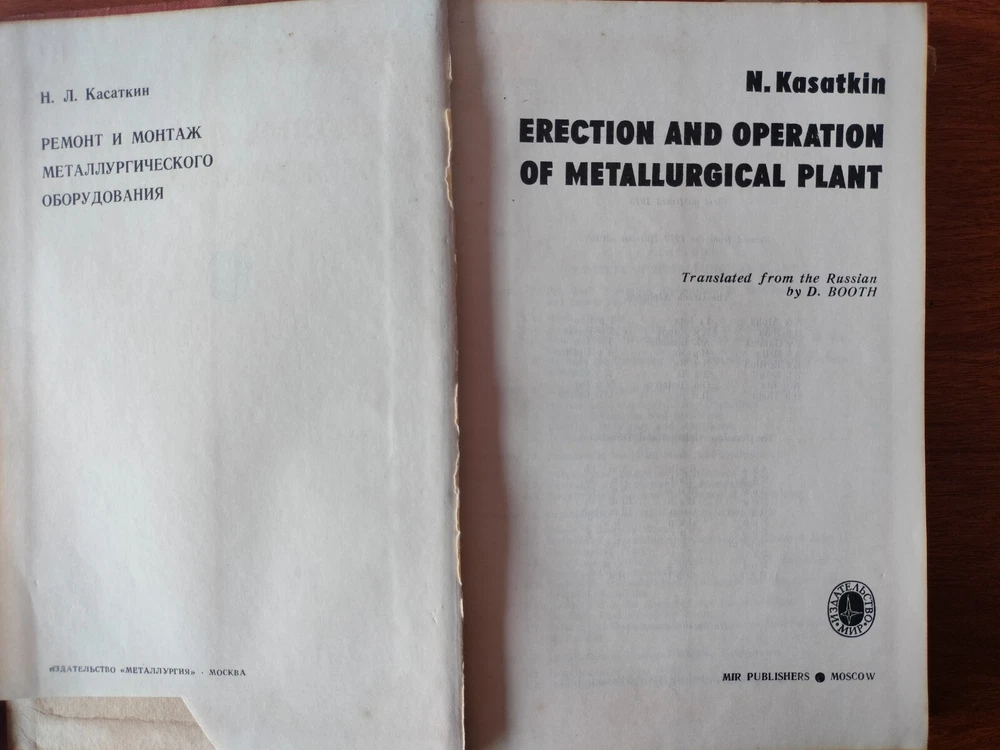 Н. Л. Касаткин
РЕМОНТ И МОНТАЖ
МЕТАЛЛУРГИЧЕСКОГО
ОБОРУДОВАНИЯ
ИЗДАТЕЛЬСТВО «МЕТАЛЛУРГИЯ» · МОСКВА
N. Kasatkin
ERECTION AND OPERATION
OF METALLURGICAL PLANT
Translated from the Russian
by D. BOOTH
ИЗДАТЕЛЬСТВО
МИР
MIR PUBLISHERS ● MOSCOW